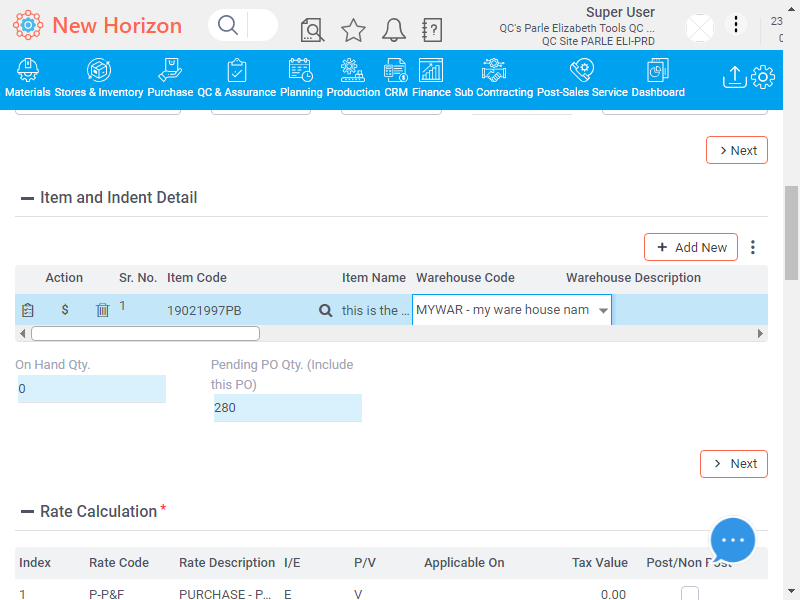 New Horizon
Super User
QC's Parle Elizabeth Tools QC ...
QC Site PARLE ELI-PRD
23
Materials Stores & Inventory Purchase QC & Assurance Planning Production CRM Finance Sub Contracting Post-Sales Service Dashboard
Next
Item and Indent Detail
+ Add New
Action Sr. No. Item Code Item Name Warehouse Code Warehouse Description
$ 1 19021997PB this is the ... MYWAR - my ware house nam
On Hand Qty.
0
Pending PO Qty. (Include
this PO)
280
Next
Rate Calculation *
Index Rate Code Rate Description I/E P/V Applicable On Tax Value Post/Non
1 P-P&F PURCHASE - P... E V 0.00